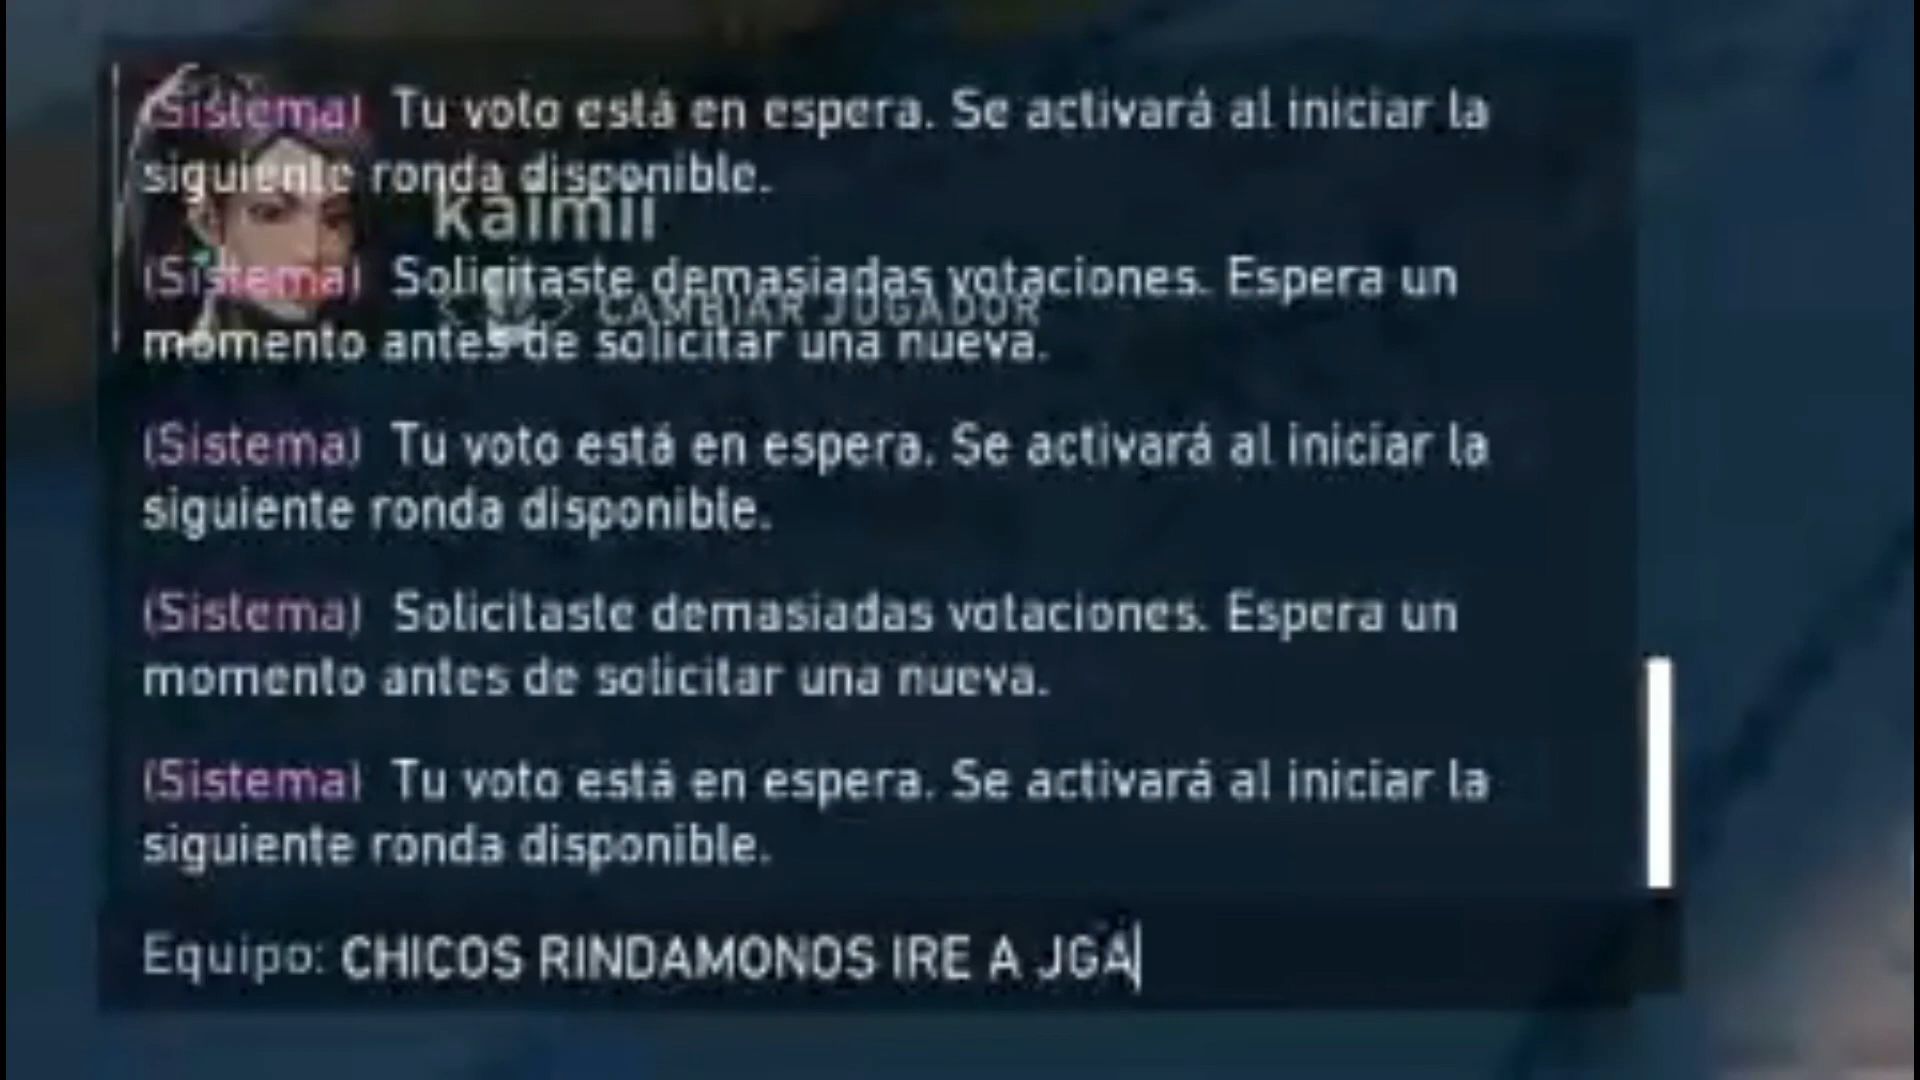 (Sistema) Tu voto está en espera. Se activará al iniciar la
siguiente ronda disponible.
kaimii
(Sistema) Solicitaste demasiadas votaciones. Espera un
CAMBIAR JUGADOR
momento antes de solicitar una nueva.
(Sistema) Tu voto está en espera. Se activará al iniciar la
siguiente ronda disponible.
(Sistema) Solicitaste demasiadas votaciones. Espera un
momento antes de solicitar una nueva.
(Sistema) Tu voto está en espera. Se activará al iniciar la
siguiente ronda disponible.
Equipo: CHICOS RINDAMONOS IRE A JGA